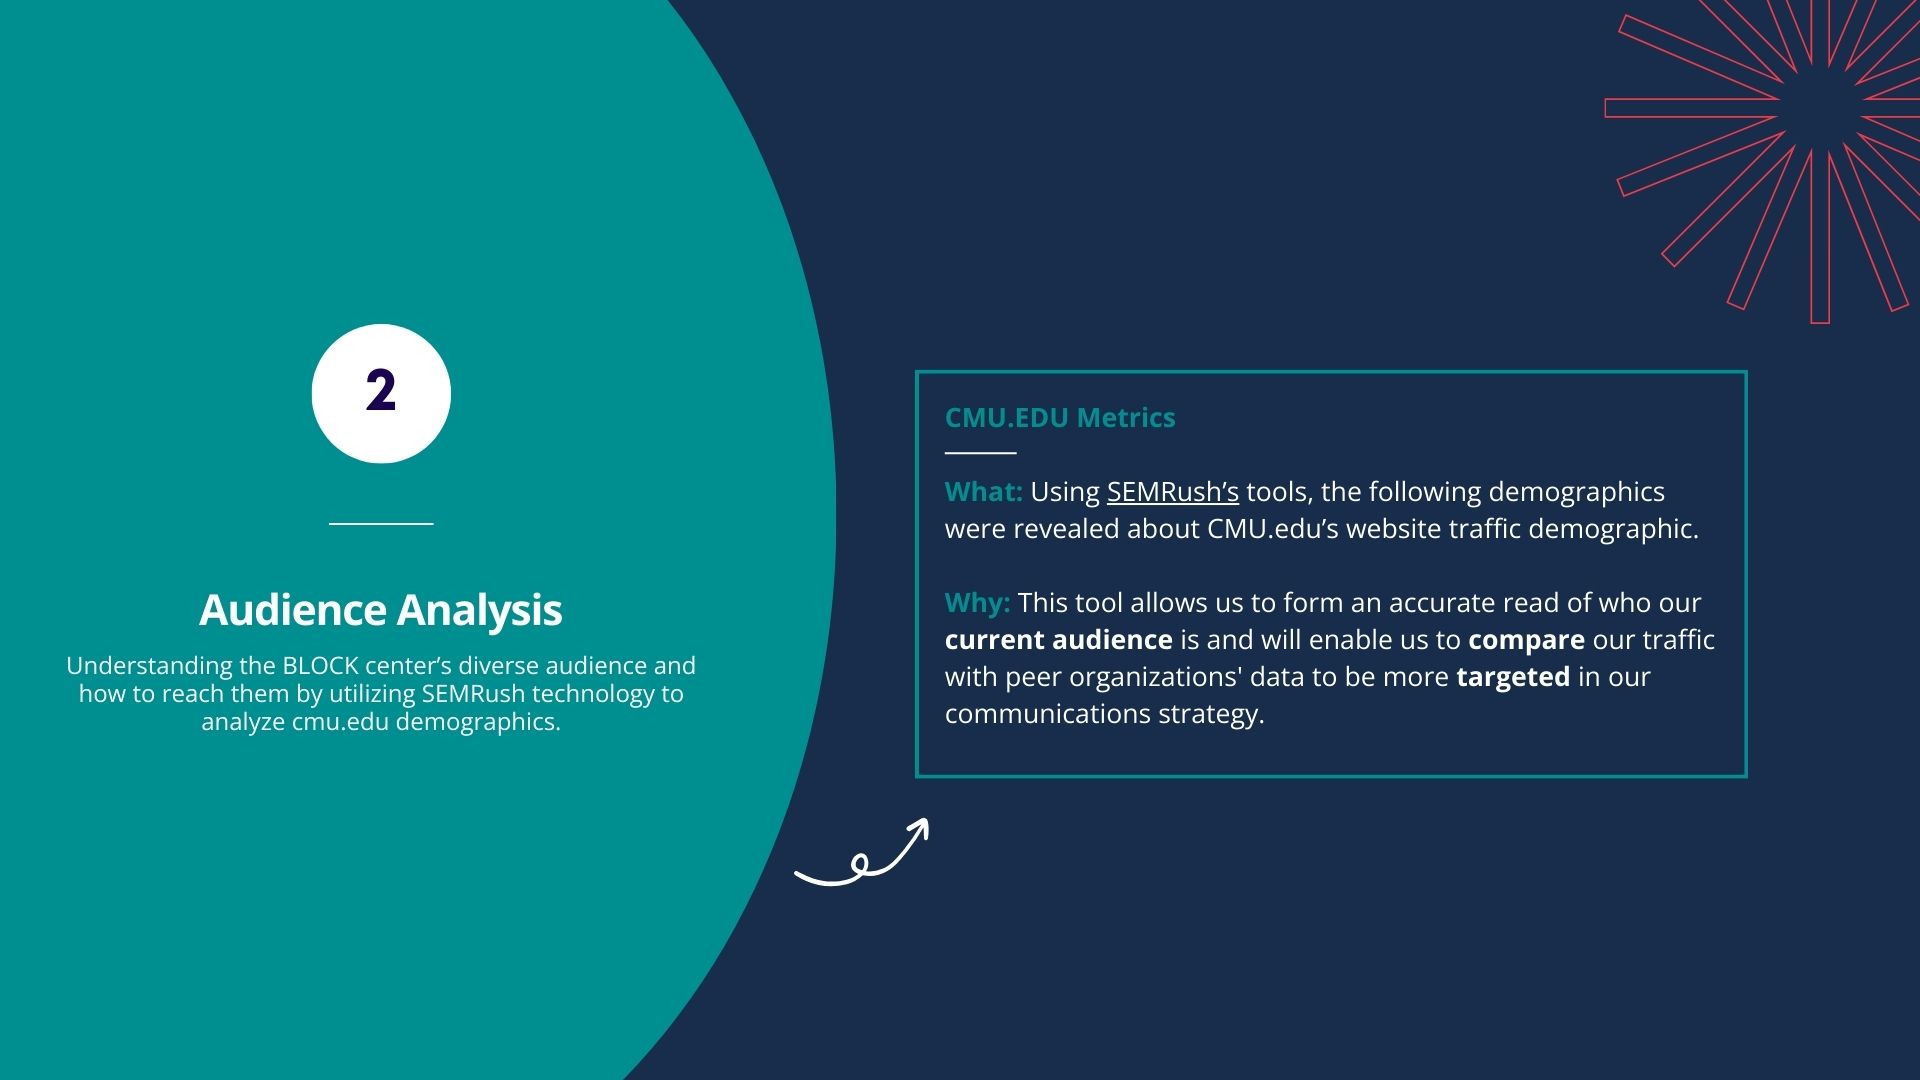 2
Audience Analysis
Understanding the BLOCK center’s diverse audience and
how to reach them by utilizing SEMRush technology to
analyze cmu.edu demographics.
CMU.EDU Metrics
What: Using SEMRush’s tools, the following demographics
were revealed about CMU.edu’s website traffic demographic.
Why: This tool allows us to form an accurate read of who our
current audience is and will enable us to compare our traffic
with peer organizations' data to be more targeted in our
communications strategy.